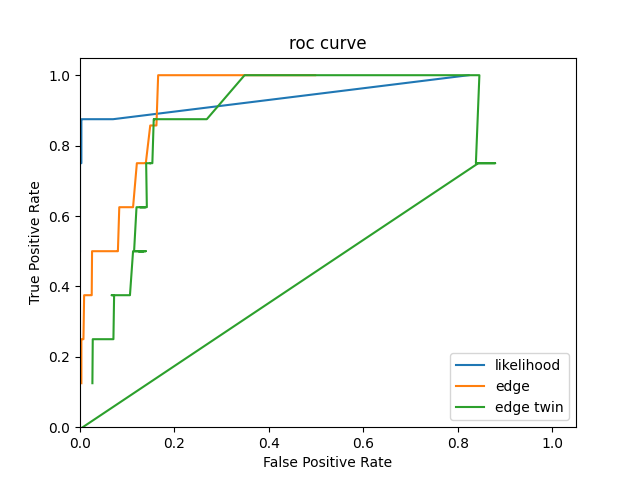 roc curve
1.0
0.8
0.6
0.4
0.2
0.0
True Positive Rate
likelihood
edge
edge twin
0.0 0.2 0.4 0.6 0.8 1.0
False Positive Rate